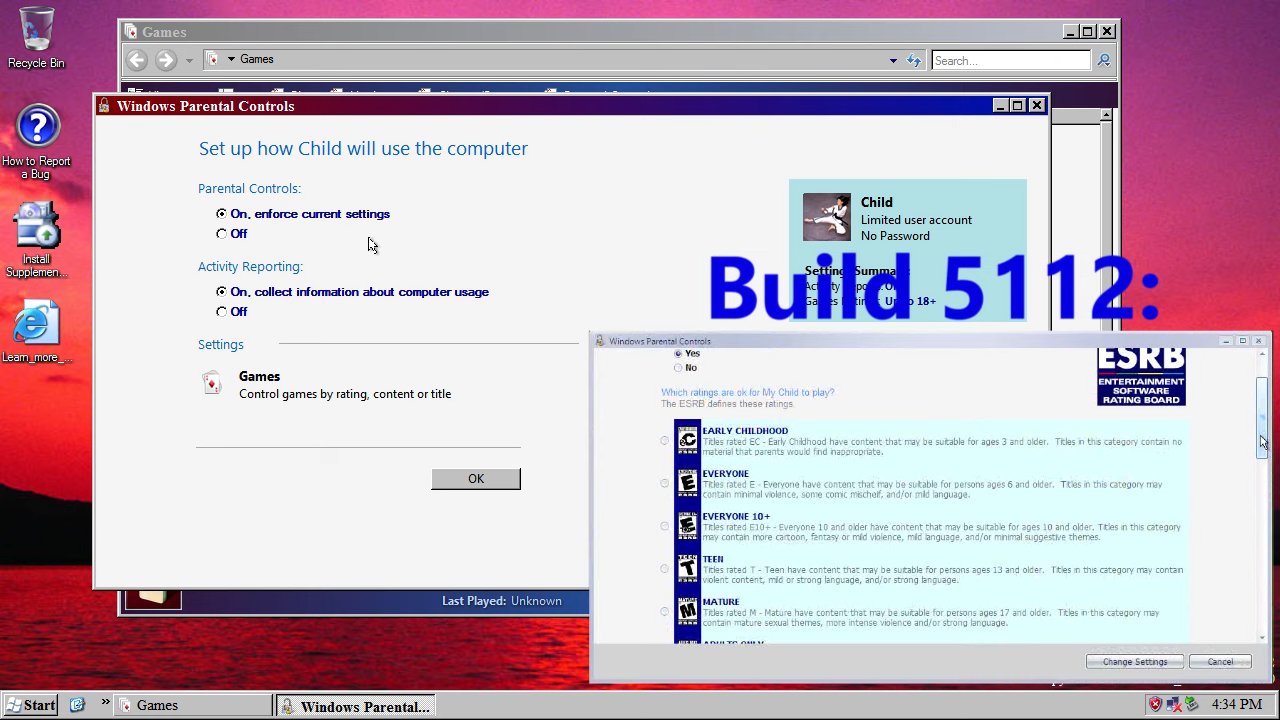 Recycle Bin
How to Report
a Bug
Install
Supplemen...
Learn_more_...
Games
Games
Search...
Windows Parental Controls
Set up how Child will use the computer
Parental Controls:
On, enforce current settings
Off
Activity Reporting:
On, collect information about computer usage
Off
Settings
Games
Control games by rating, content or title
OK
Child
Limited user account
No Password
Build 5112:
Windows Parental Controls
Yes
No
Which ratings are ok for My Child to play?
The ESRB defines these ratings.
ESRB
ENTERTAINMENT
SOFTWARE
RATING BOARD
EARLY CHILDHOOD
Titles rated EC - Early Childhood have content that may be suitable for ages 3 and older. Titles in this category contain no
material that parents would find inappropriate.
EVERYONE
Titles rated E - Everyone have content that may be suitable for persons ages 6 and older. Titles in this category may
contain minimal violence, some comic mischief, and/or mild language.
EVERYONE 10+
Titles rated E10+ - Everyone 10 and older have content that may be suitable for ages 10 and older. Titles in this category
may contain more cartoon, fantasy or mild violence, mild language, and/or minimal suggestive themes.
TEEN
Titles rated T - Teen have content that may be suitable for persons ages 13 and older. Titles in this category may contain
violent content, mild or strong language, and/or strong language.
MATURE
Titles rated M - Mature have content that may be suitable for persons ages 17 and older. Titles in this category may
contain mature sexual themes, more intense violence and/or strong language.
ADULTS ONLY
Change Settings
Cancel
Last Played: Unknown
Start
Games
Windows Parental...
4:34 PM